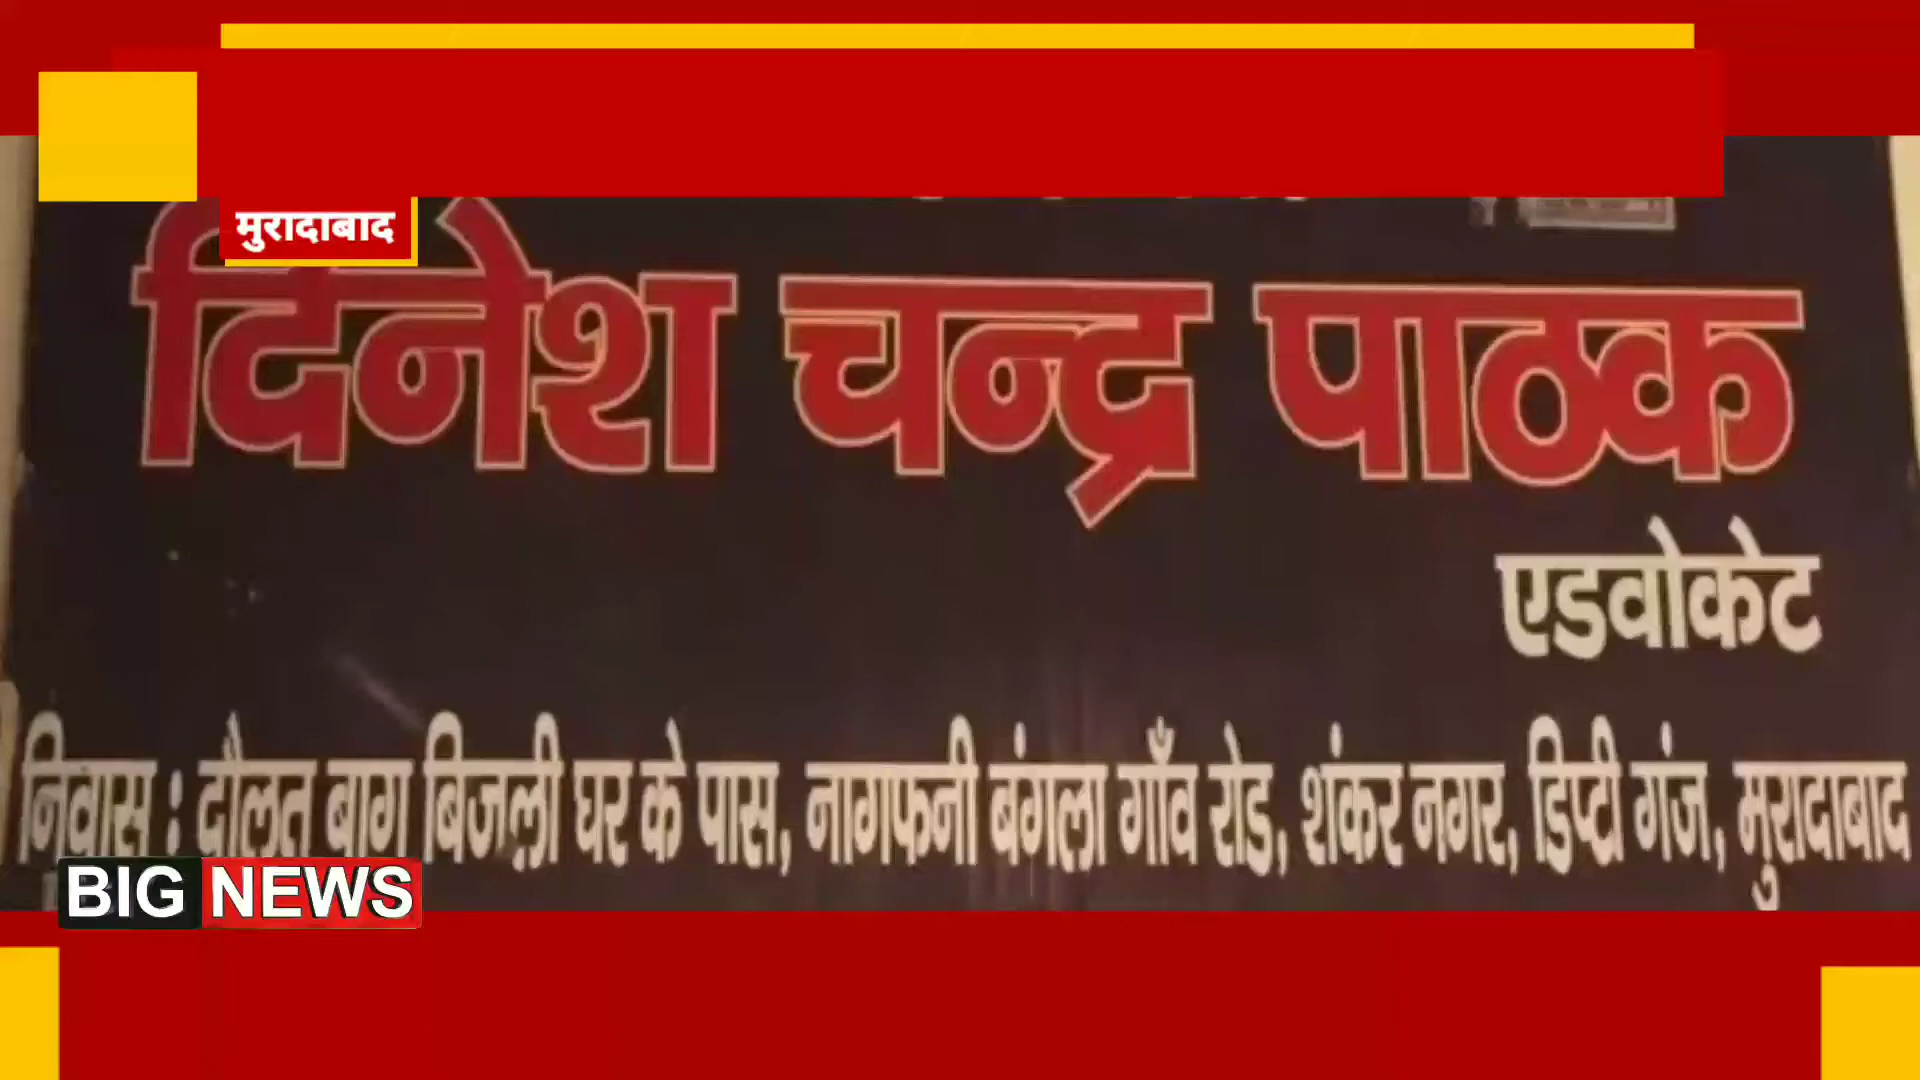 मुरादाबाद
दिनेश चन्द्र पाठक
एडवोकेट
निवास : दौलत बाग बिजली घर के पास, नागफनी बंगला गाँव रोड, शंकर नगर, डिप्टी गंज, मुरादाबाद
BIG NEWS